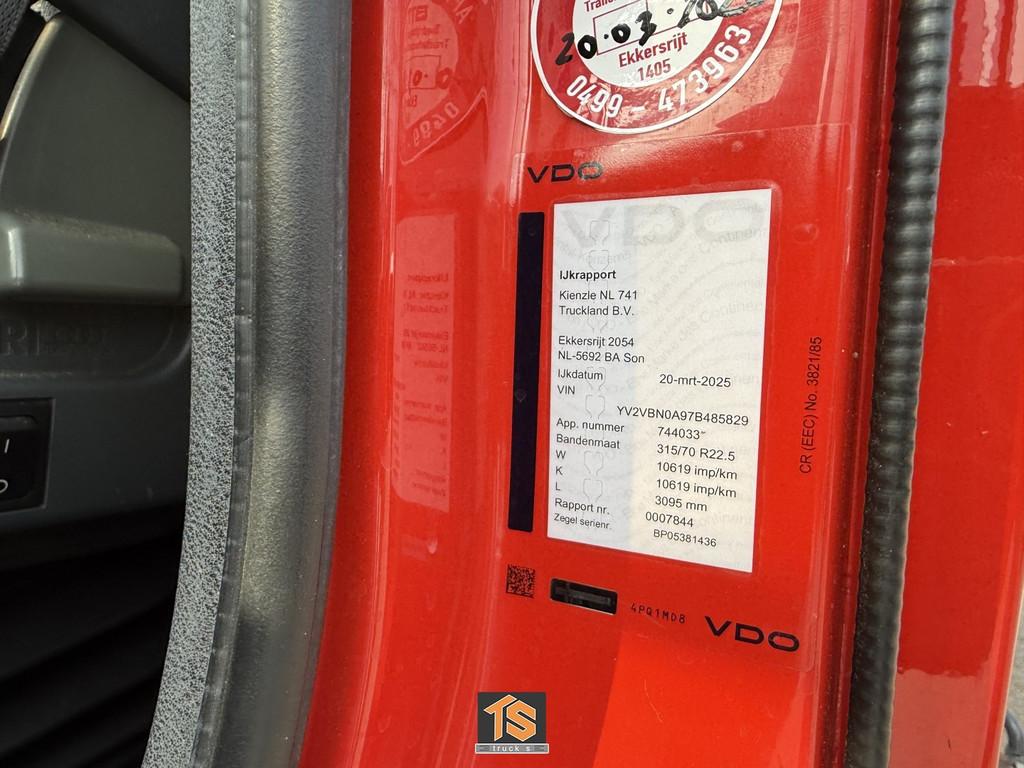 20·03·
Ekkersrijt
1405
0499 - 473963
VDO
VDO
IJkrapport
Kienzle NL 741
Truckland B.V.
Ekkersrijt 2054
NL-5692 BA Son
IJkdatum 20-mrt-2025
VIN
YV2VBN0A97B485829
App. nummer 744033"
Bandenmaat 315/70 R22.5
W 10619 imp/km
K 10619 imp/km
L 3095 mm
Rapport nr. 0007844
Zegel serienr. BP05381436
CR (EEC) No. 3821/85
4PQ1MD8
VDO
TS
trucks